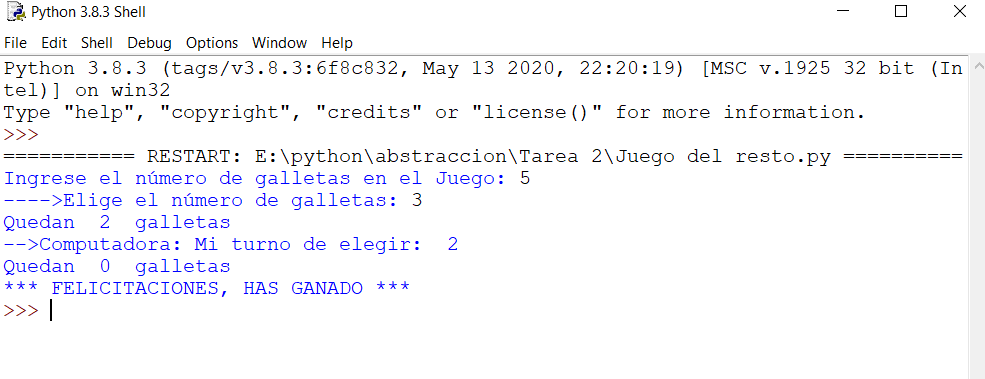 Python 3.8.3 Shell
File Edit Shell Debug Options Window Help
Python 3.8.3 (tags/v3.8.3:6f8c832, May 13 2020, 22:20:19) [MSC v.1925 32 bit (In
tel)] on win32
Type "help", "copyright", "credits" or "license()" for more information.
>>>
=========== RESTART: E:\python\abstraccion\Tarea 2\Juego del resto.py ==========
Ingrese el número de galletas en el Juego: 5
---->Elige el número de galletas: 3
Quedan  2  galletas
-->Computadora: Mi turno de elegir:  2
Quedan  0  galletas
*** FELICITACIONES, HAS GANADO ***
>>>